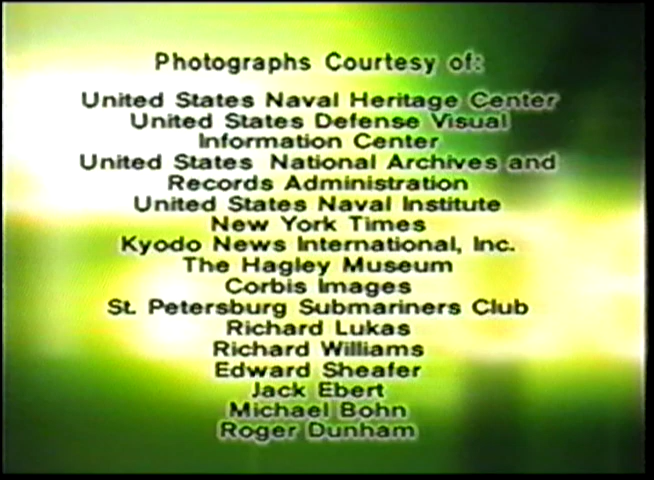 Photographs Courtesy of:
United States Naval Heritage Center
United States Defense Visual
Information Center
United States National Archives and
Records Administration
United States Naval Institute
New York Times
Kyodo News International, Inc.
The Hagley Museum
Corbis Images
St. Petersburg Submariners Club
Richard Lukas
Richard Williams
Edward Sheafer
Jack Ebert
Michael Bohn
Roger Dunham